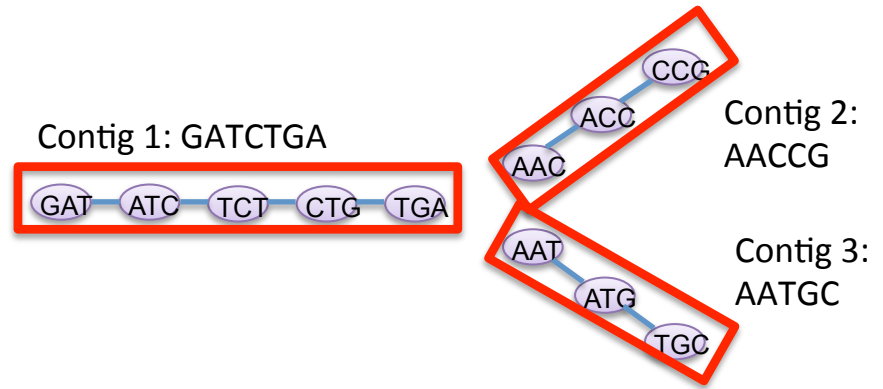 Contig 1: GATCTGA
GAT ATC TCT CTG TGA
CCG
ACC
AAC
Contig 2:
AACCG
AAT
ATG
TGC
Contig 3:
AATGC